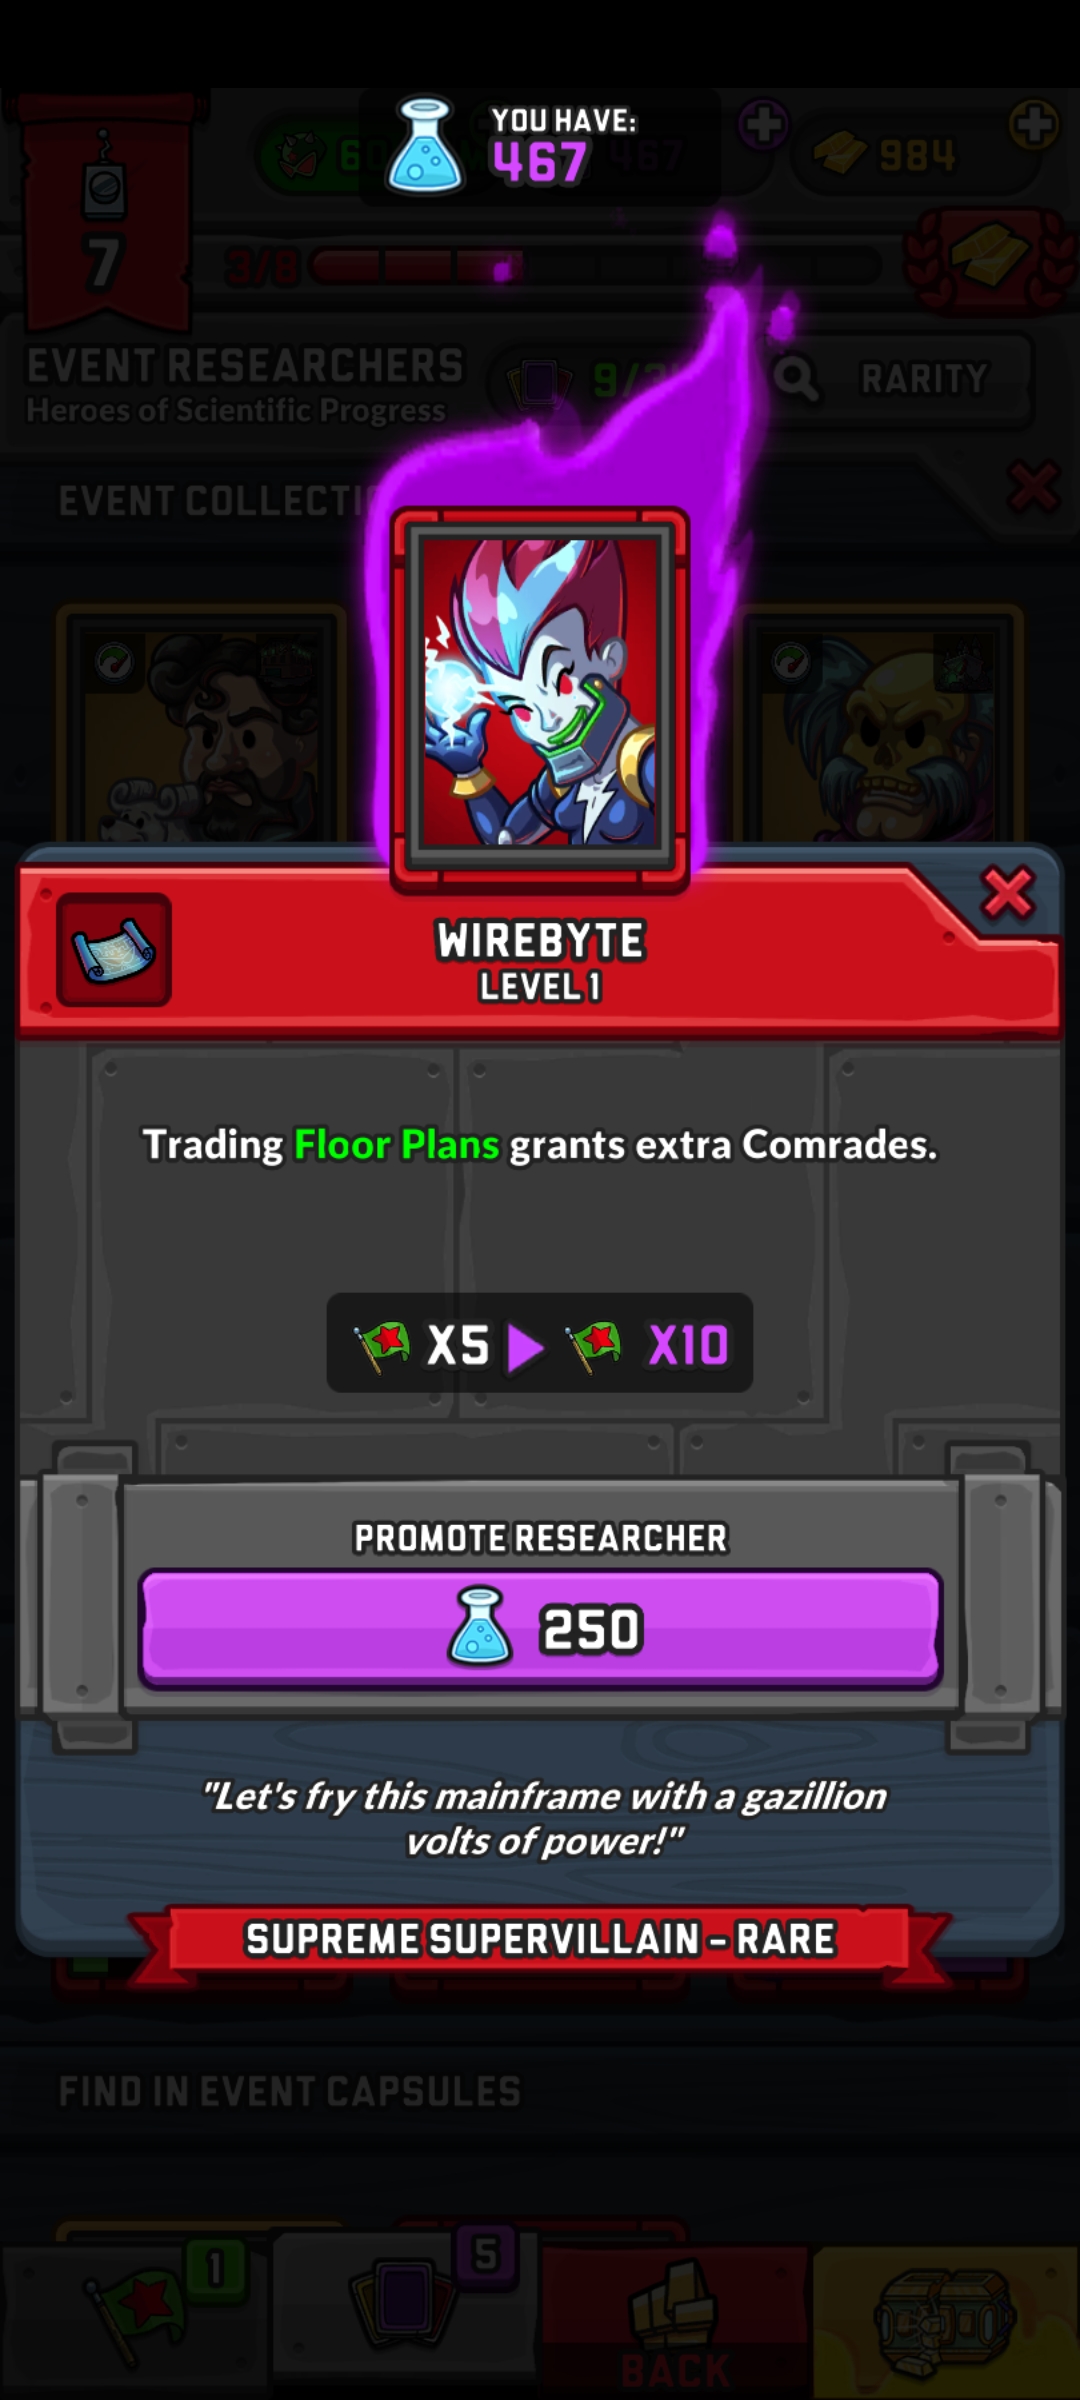 YOU HAVE:
467
984
7
3/8
EVENT RESEARCHERS
Heroes of Scientific Progress
RARITY
WIREBYTE
LEVEL 1
Trading Floor Plans grants extra Comrades.
X5 X10
PROMOTE RESEARCHER
250
"Let's fry this mainframe with a gazillion
volts of power!"
SUPREME SUPERVILLAIN - RARE
FIND IN EVENT CAPSULES
1
5
BACK